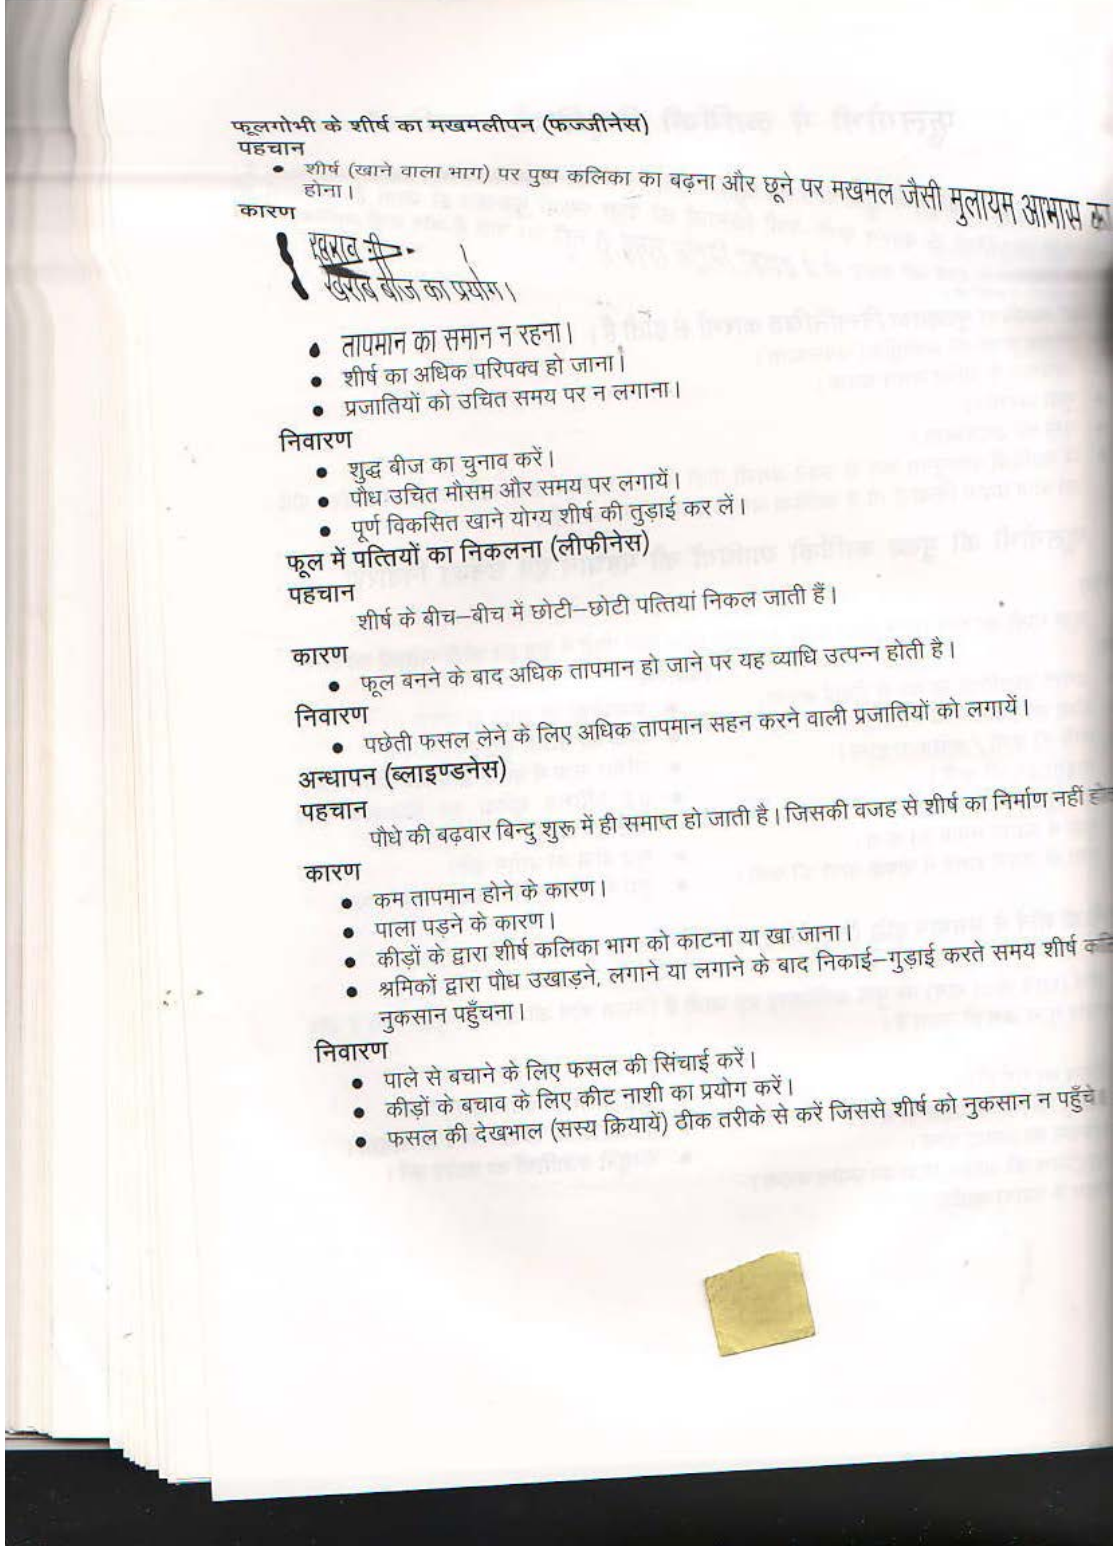 फूलगोभी के शीर्ष का मखमलीपन (फज्जीनेस)
पहचान
• शीर्ष (खाने वाला भाग) पर पुष्प कलिका का बढ़ना और छूने पर मखमल जैसी मुलायम आभास का
होना।
कारण
खराब बी
खराब बीज का प्रयोग।
• तापमान का समान न रहना।
• शीर्ष का अधिक परिपक्व हो जाना।
• प्रजातियों को उचित समय पर न लगाना।
निवारण
• शुद्ध बीज का चुनाव करें।
• पौध उचित मौसम और समय पर लगायें।
• पूर्ण विकसित खाने योग्य शीर्ष की तुड़ाई कर लें।
फूल में पत्तियों का निकलना (लीफीनेस)
पहचान
शीर्ष के बीच–बीच में छोटी–छोटी पत्तियां निकल जाती हैं।
कारण
• फूल बनने के बाद अधिक तापमान हो जाने पर यह व्याधि उत्पन्न होती है।
निवारण
• पछेती फसल लेने के लिए अधिक तापमान सहन करने वाली प्रजातियों को लगायें।
अन्धापन (ब्लाइण्डनेस)
पहचान
पौधे की बढ़वार बिन्दु शुरू में ही समाप्त हो जाती है। जिसकी वजह से शीर्ष का निर्माण नहीं
कारण
• कम तापमान होने के कारण।
• पाला पड़ने के कारण।
• कीड़ों के द्वारा शीर्ष कलिका भाग को काटना या खा जाना।
• श्रमिकों द्वारा पौध उखाड़ने, लगाने या लगाने के बाद निकाई–गुड़ाई करते समय शीर्ष
नुकसान पहुँचना।
निवारण
• पाले से बचाने के लिए फसल की सिंचाई करें।
• कीड़ों के बचाव के लिए कीट नाशी का प्रयोग करें।
• फसल की देखभाल (सस्य क्रियायें) ठीक तरीके से करें जिससे शीर्ष को नुकसान न पहुँचे